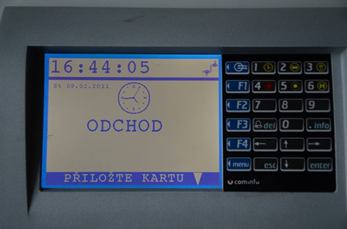 16:44:05
St 09.02.2011
ODCHOD
PŘILOŽTE KARTU
1 2 3
F1 4 5 6
F2 7 8 9
F3 del 0 . info
F4
menu esc enter
cominfo